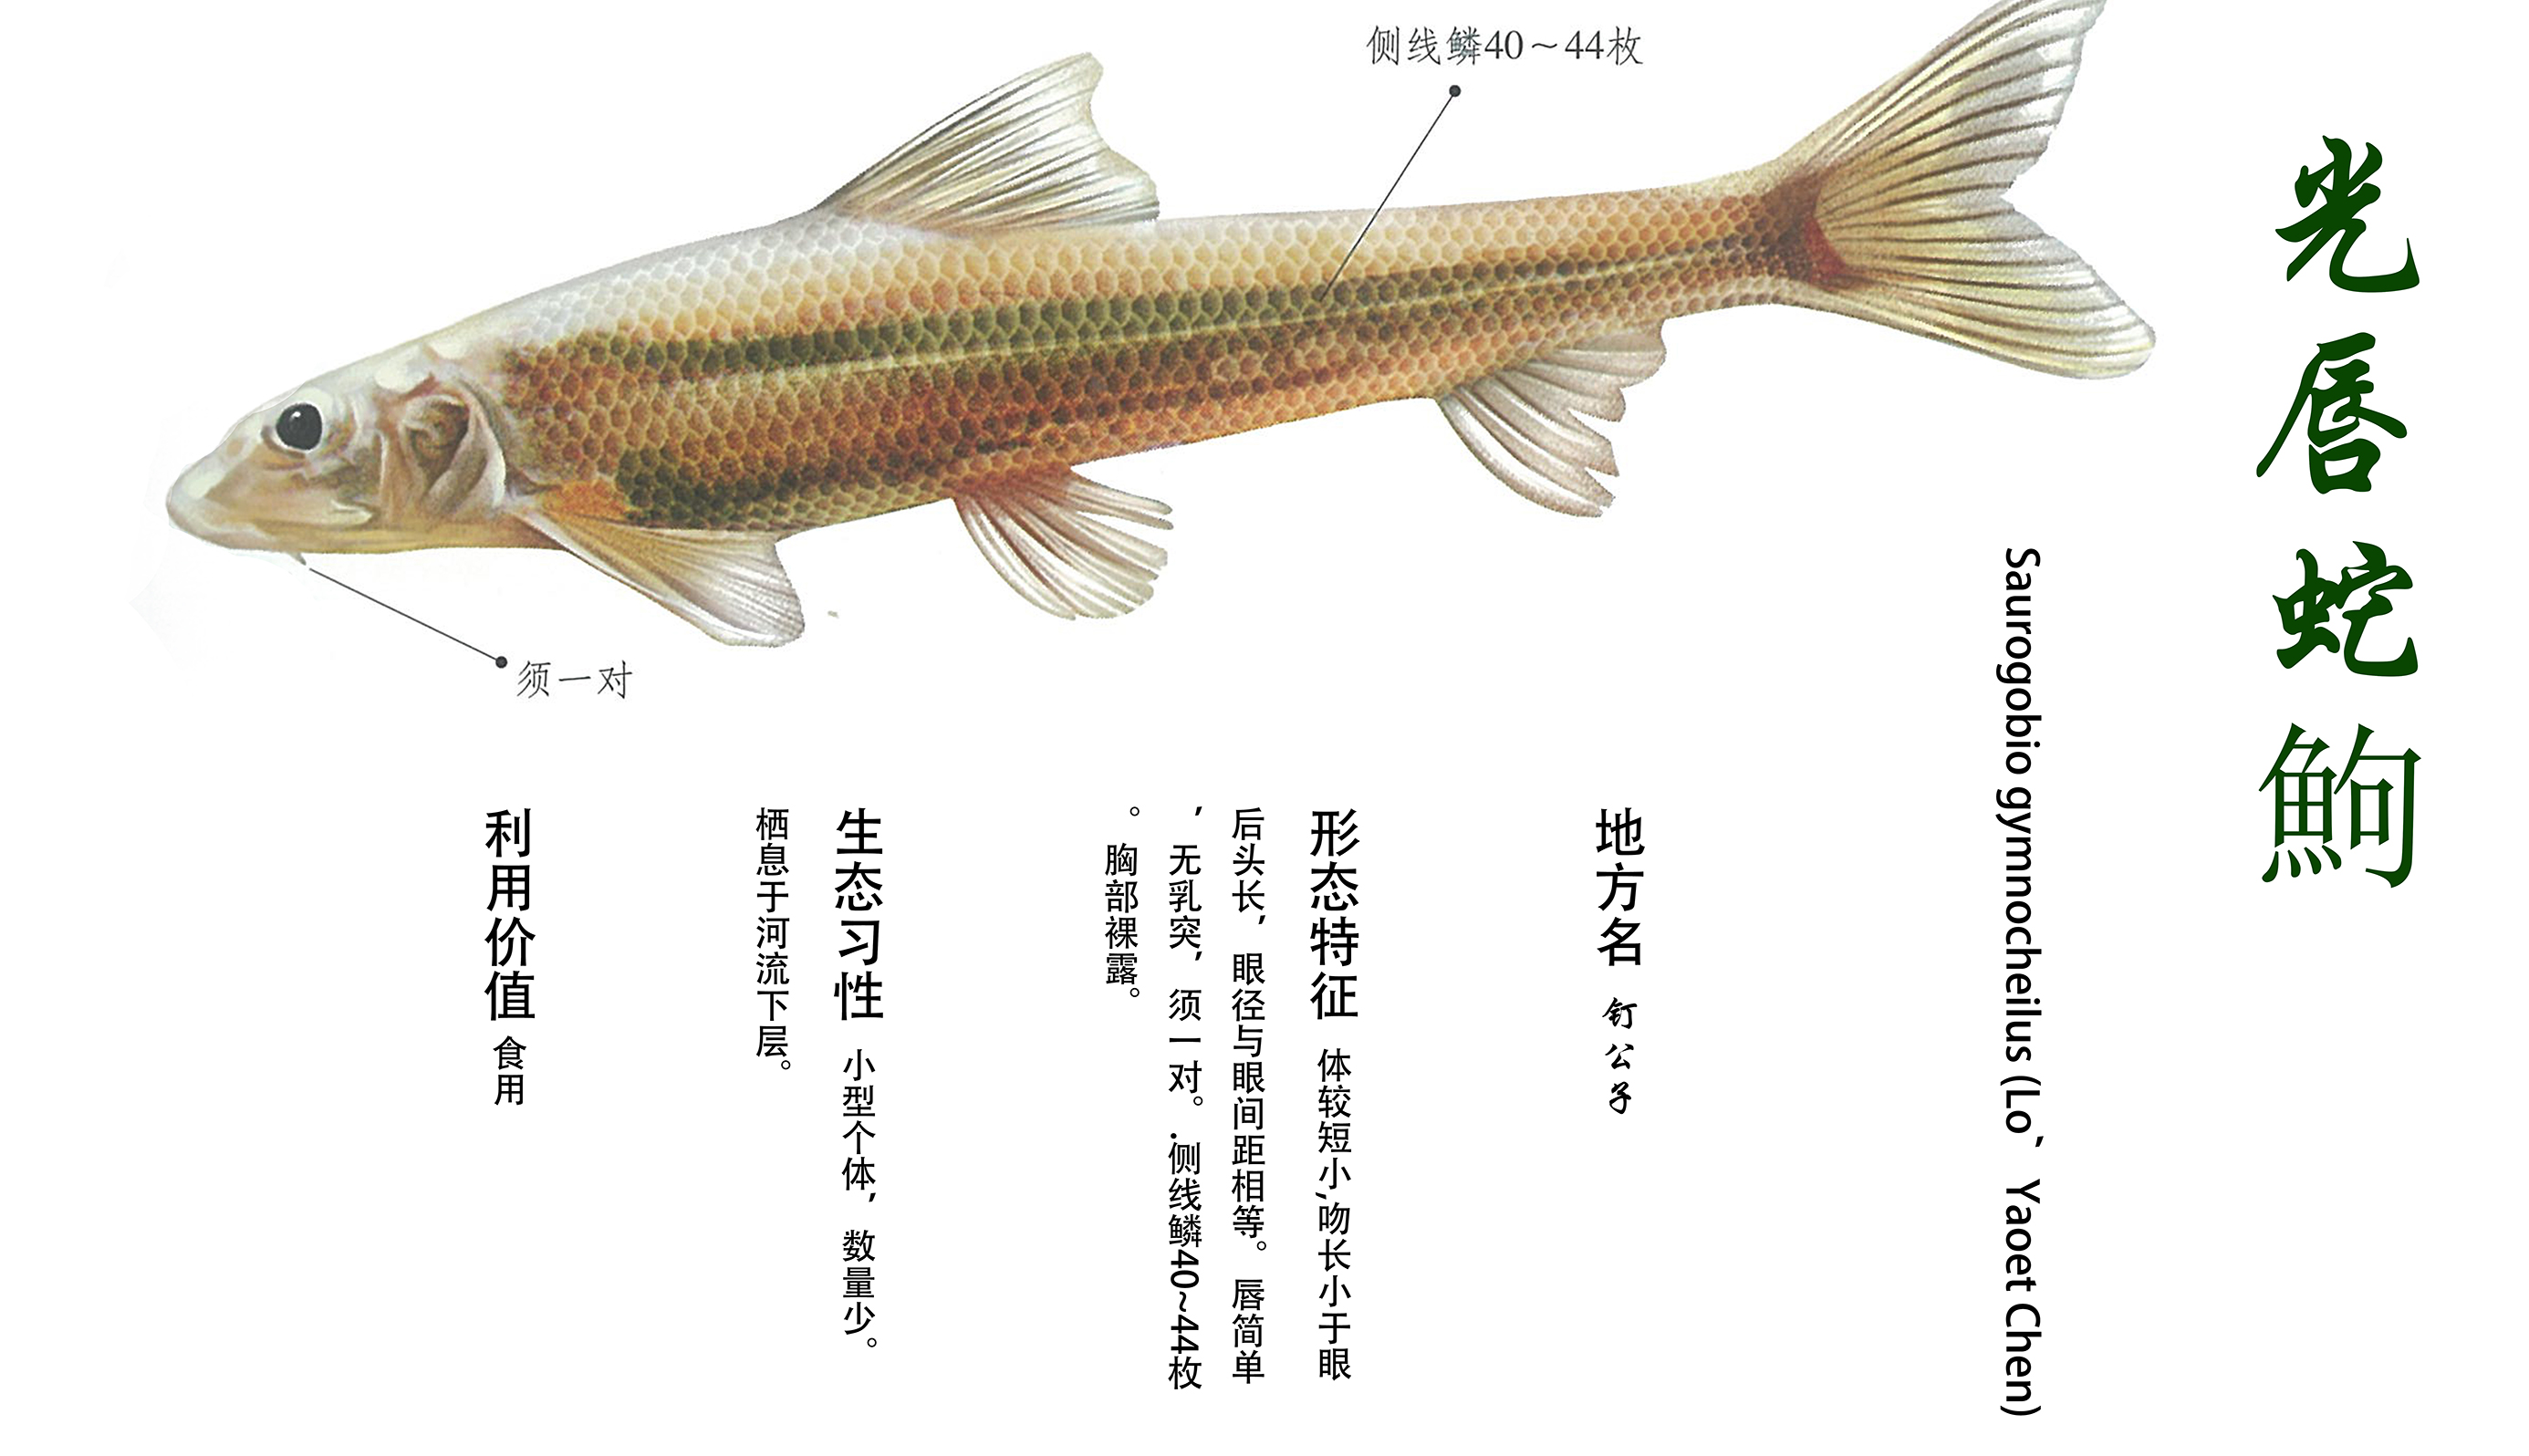 侧线鳞40～44枚
须一对
光唇蛇鮈
Saurogobio gymnocheilus (Lo` Yaoet Chen)
地方名 钉公子
形态特征 体较短小,吻长小于眼
后头长，眼径与眼间距相等。唇简单
，无乳突，须一对。.侧线鳞40~44枚
。胸部裸露。
生态习性 小型个体，数量少。
栖息于河流下层。
利用价值 食用